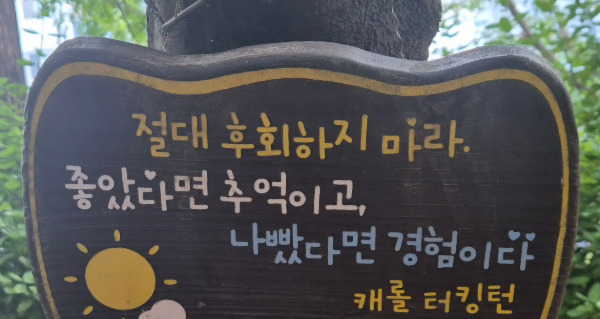 절대 후회하지 마라.
좋았다면 추억이고,
나빴다면 경험이다
캐롤 터킹턴